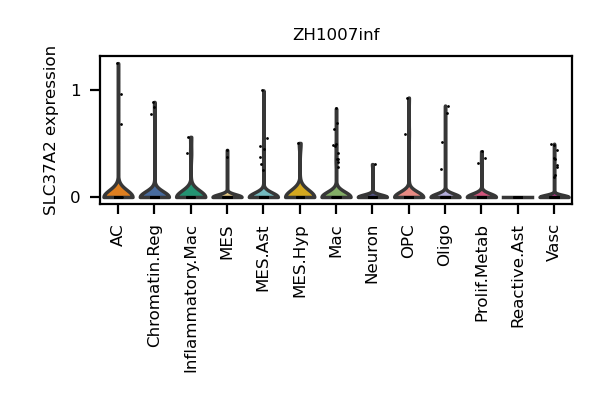 ZH1007inf
SLC37A2 expression
1
0
AC
Chromatin.Reg
Inflammatory.Mac
MES
MES.Ast
MES.Hyp
Mac
Neuron
OPC
Oligo
Prolif.Metab
Reactive.Ast
Vasc